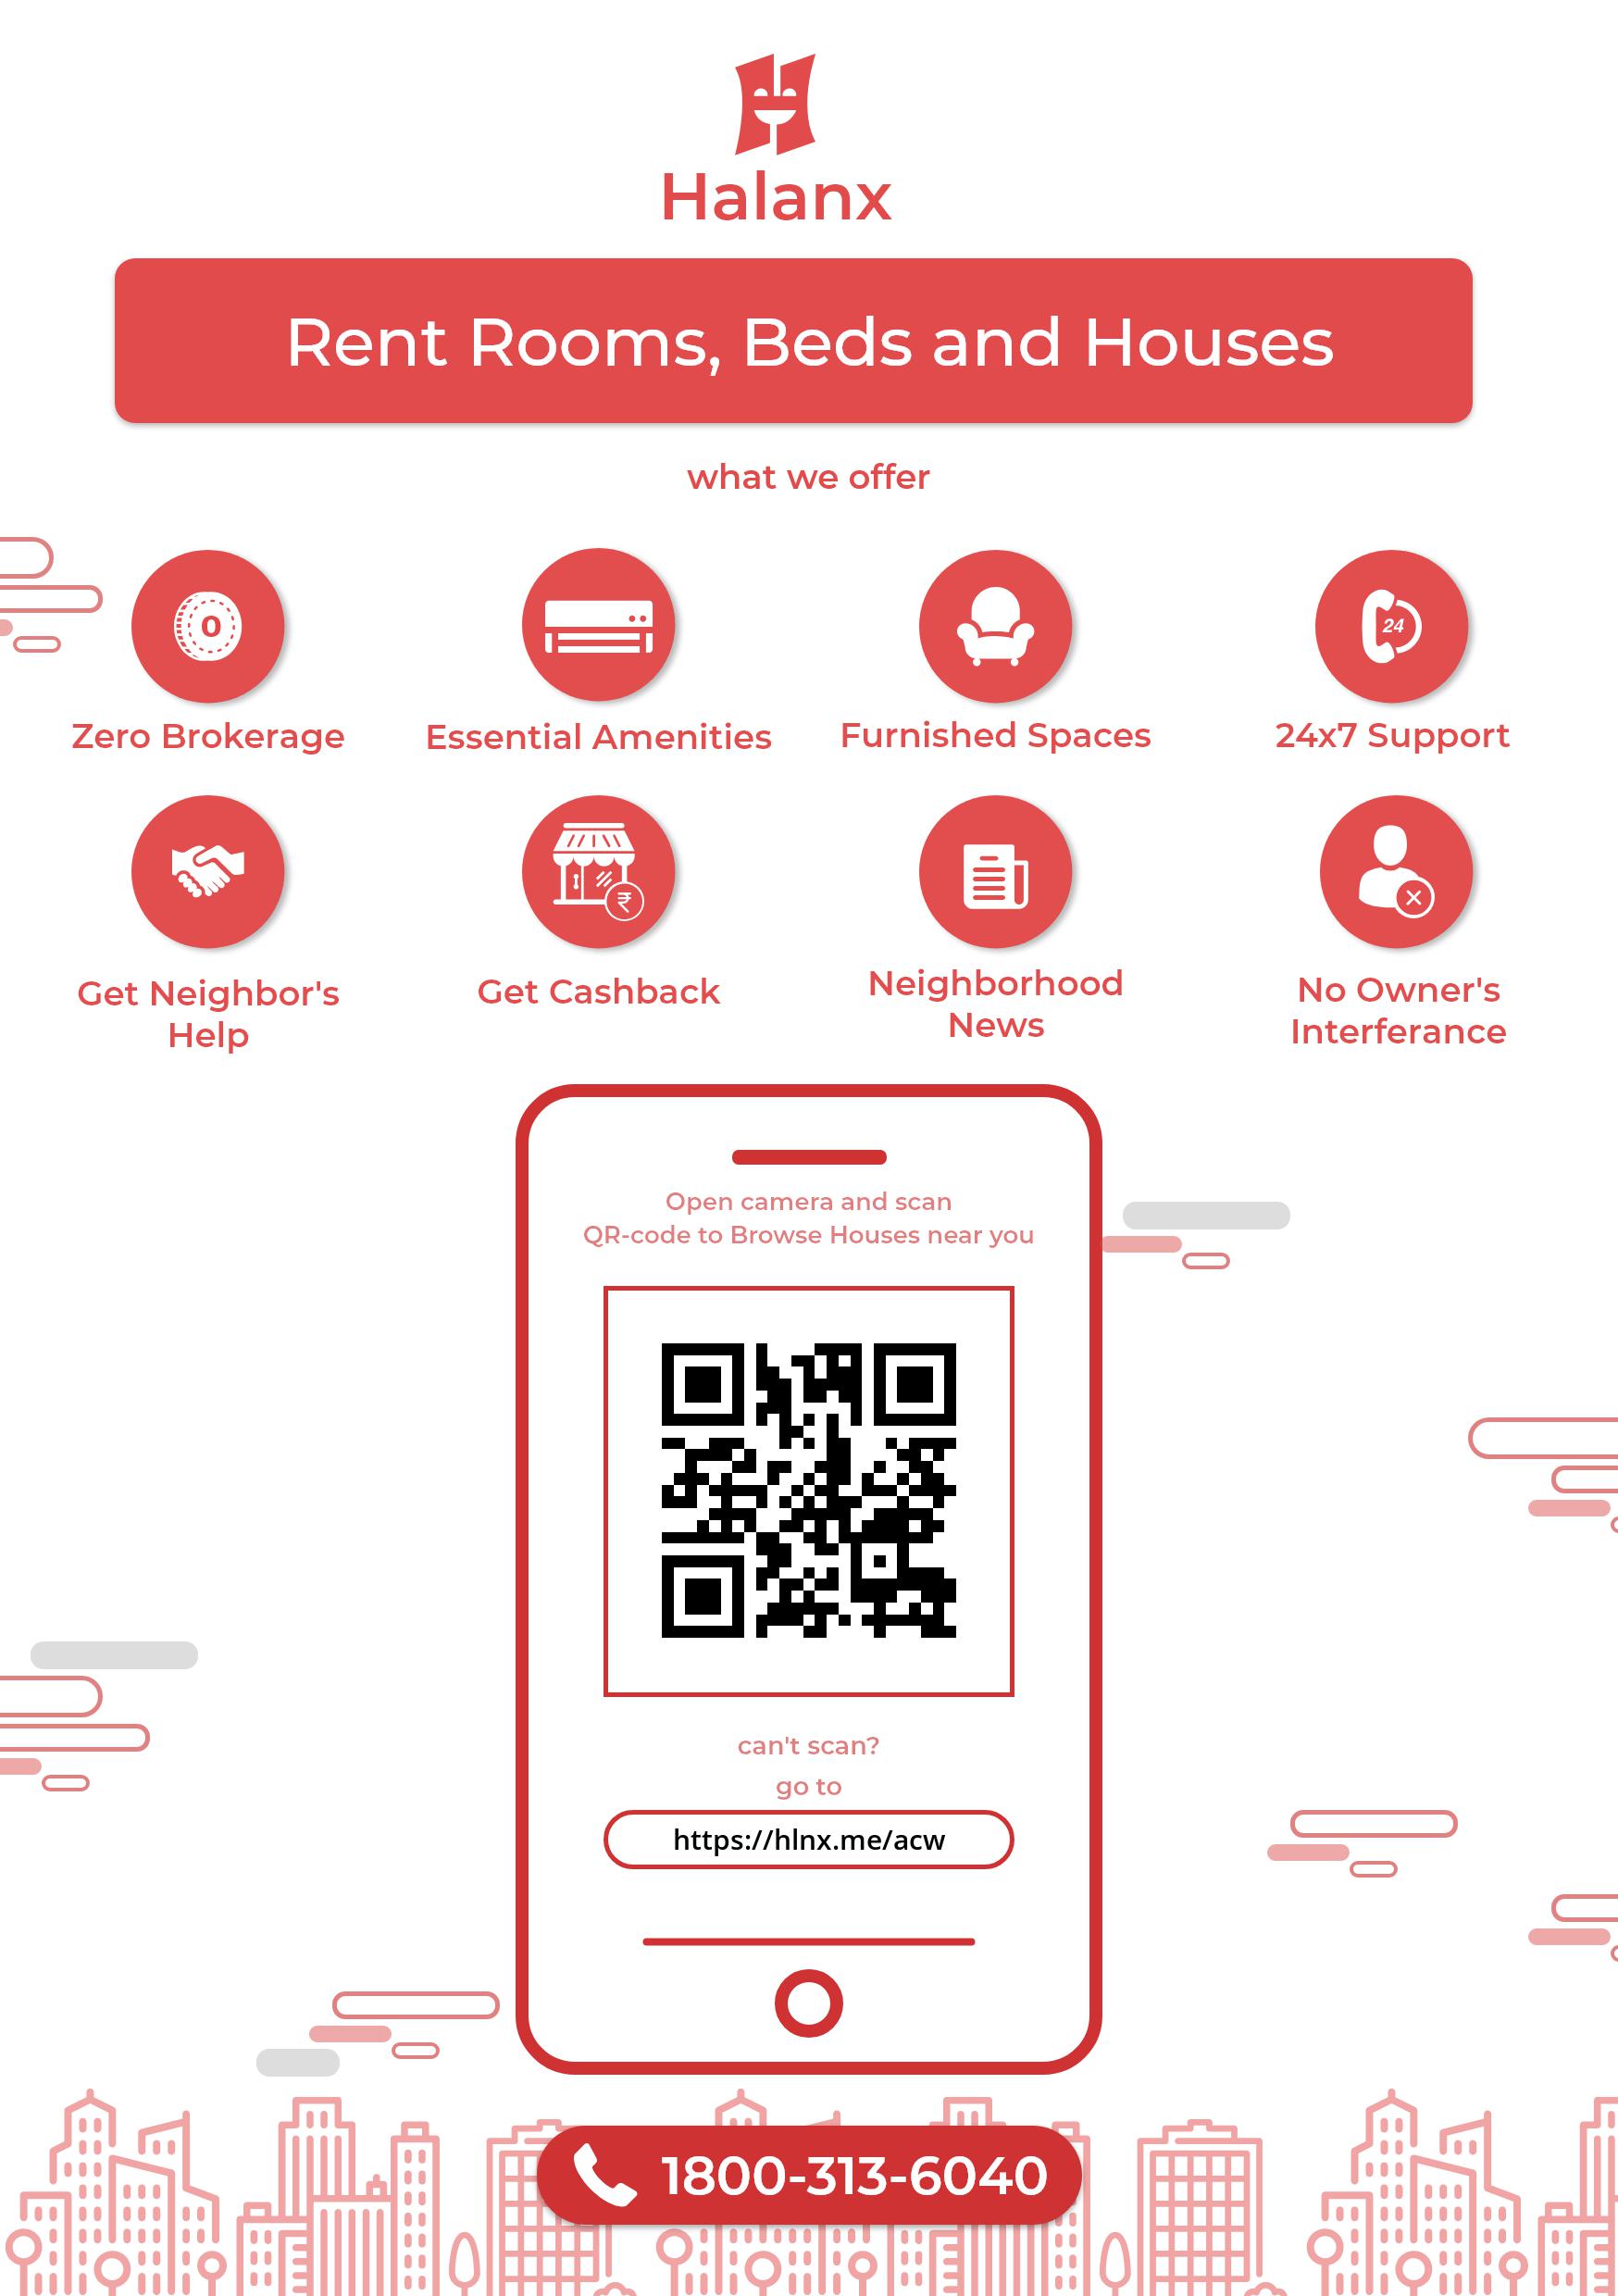 Halanx
Rent Rooms, Beds and Houses
what we offer
0
24
Zero Brokerage
Essential Amenities
Furnished Spaces
24x7 Support
₹
Get Neighbor's
Help
Get Cashback
Neighborhood
News
No Owner's
Interferance
Open camera and scan
QR-code to Browse Houses near you
can't scan?
go to
https://hlnx.me/acw
1800-313-6040